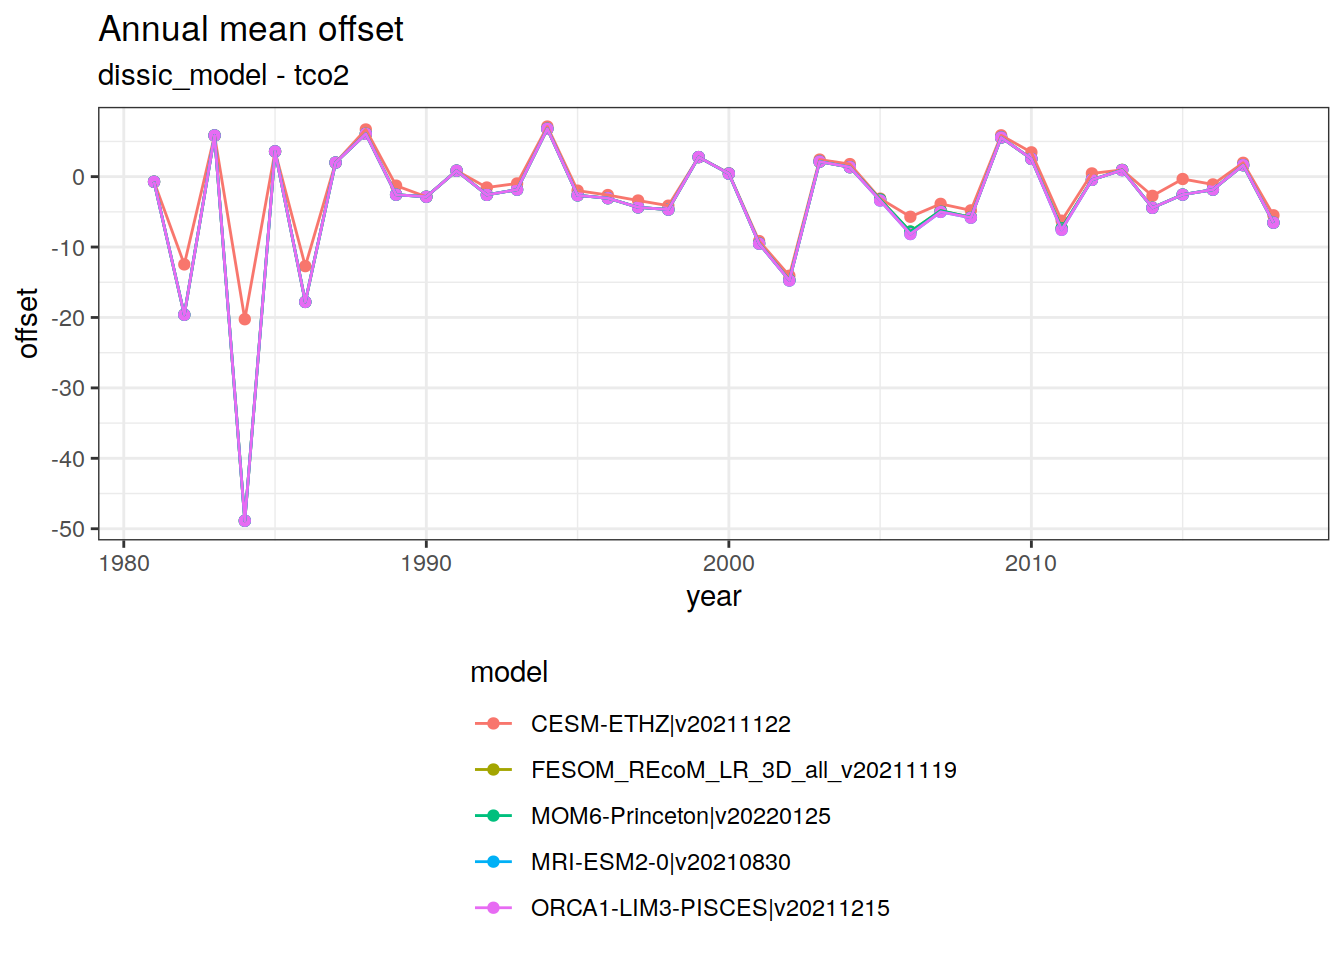 Annual mean offset
dissic_model - tco2
0
-10
-20
-30
-40
-50
offset
1980 1990 2000 2010
year
model
CESM-ETHZ|v20211122
FESOM_REcoM_LR_3D_all_v20211119
MOM6-Princeton|v20220125
MRI-ESM2-0|v20210830
ORCA1-LIM3-PISCES|v20211215